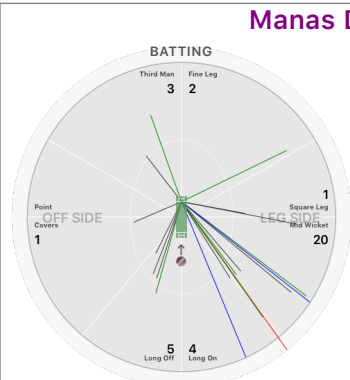 Manas D
BATTING
Third Man Fine Leg
3 2
1
Point Square Leg
OFF SIDE LEG SIDE
Covers Mid Wicket
1 20
5 4
Long Off Long On